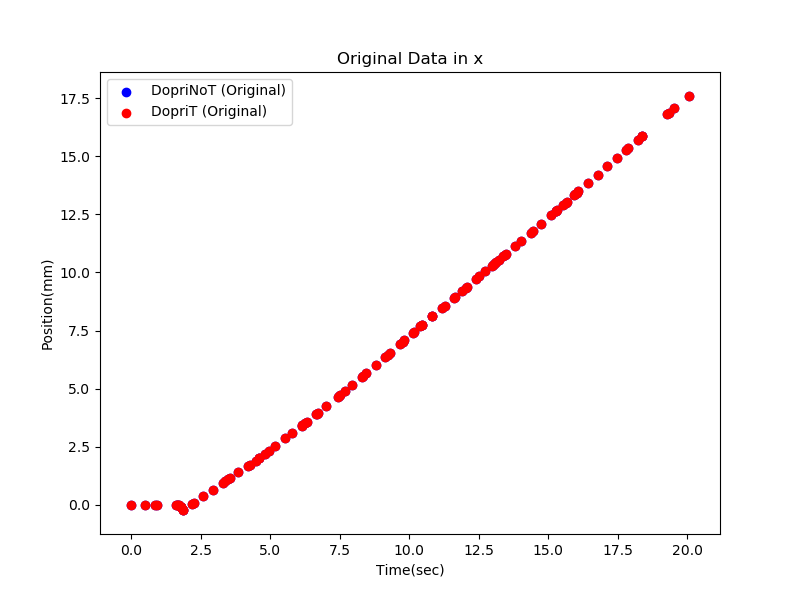 Original Data in x
DopriNoT (Original)
DopriT (Original)
Position(mm)
17.5
15.0
12.5
10.0
7.5
5.0
2.5
0.0
0.0 2.5 5.0 7.5 10.0 12.5 15.0 17.5 20.0
Time(sec)